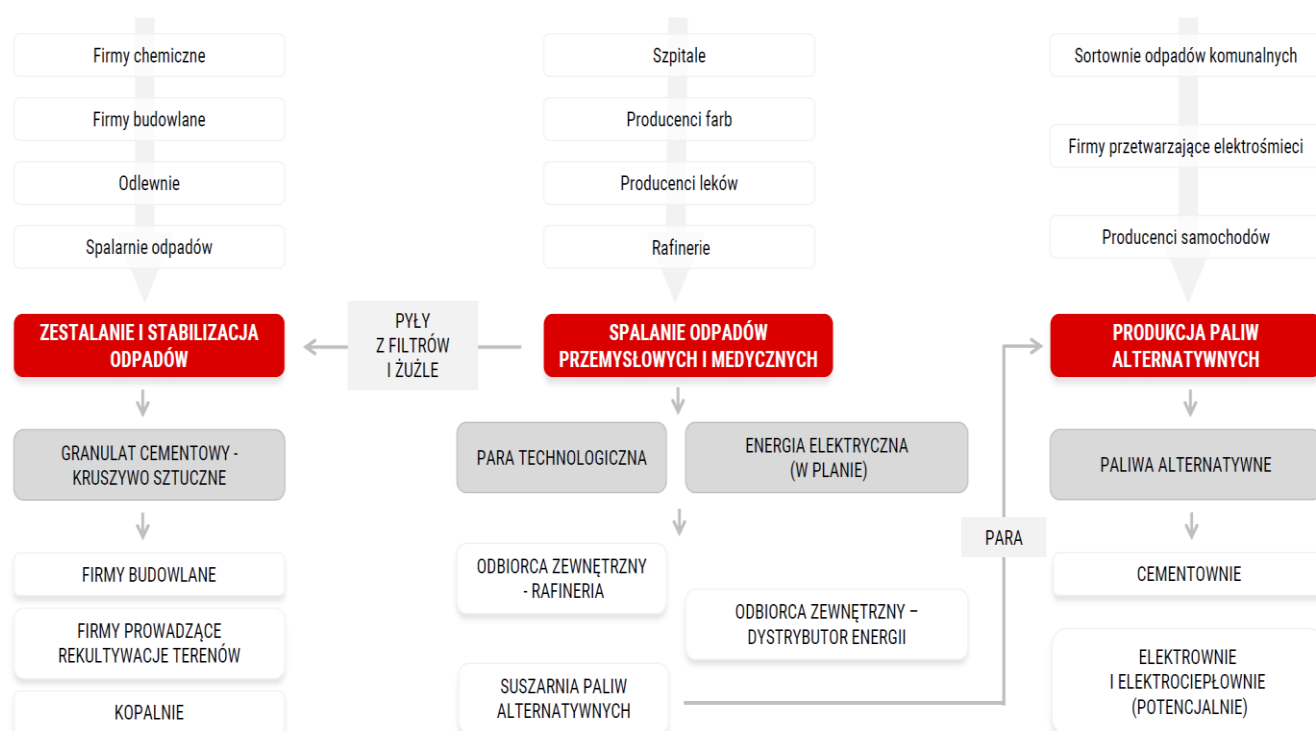 Firmy chemiczne
Firmy budowlane
Odlewnie
Spalarnie odpadów
ZESTALANIE I STABILIZACJA
ODPADÓW
GRANULAT CEMENTOWY -
KRUSZYWO SZTUCZNE
FIRMY BUDOWLANE
FIRMY PROWADZĄCE
REKULTYWACJE TERENÓW
KOPALNIE
PYŁY
Z FILTRÓW
I ŻUŻLE
Szpitale
Producenci farb
Producenci leków
Rafinerie
SPALANIE ODPADÓW
PRZEMYSŁOWYCH I MEDYCZNYCH
PARA TECHNOLOGICZNA
ENERGIA ELEKTRYCZNA
(W PLANIE)
ODBIORCA ZEWNĘTRZNY
- RAFINERIA
ODBIORCA ZEWNĘTRZNY –
DYSTRYBUTOR ENERGII
SUSZARNIA PALIW
ALTERNATYWNYCH
PARA
Sortownie odpadów komunalnych
Firmy przetwarzające elektrośmieci
Producenci samochodów
PRODUKCJA PALIW
ALTERNATYWNYCH
PALIWA ALTERNATYWNE
CEMENTOWNIE
ELEKTROWNIE
I ELEKTROCIEPŁOWNIE
(POTENCJALNIE)